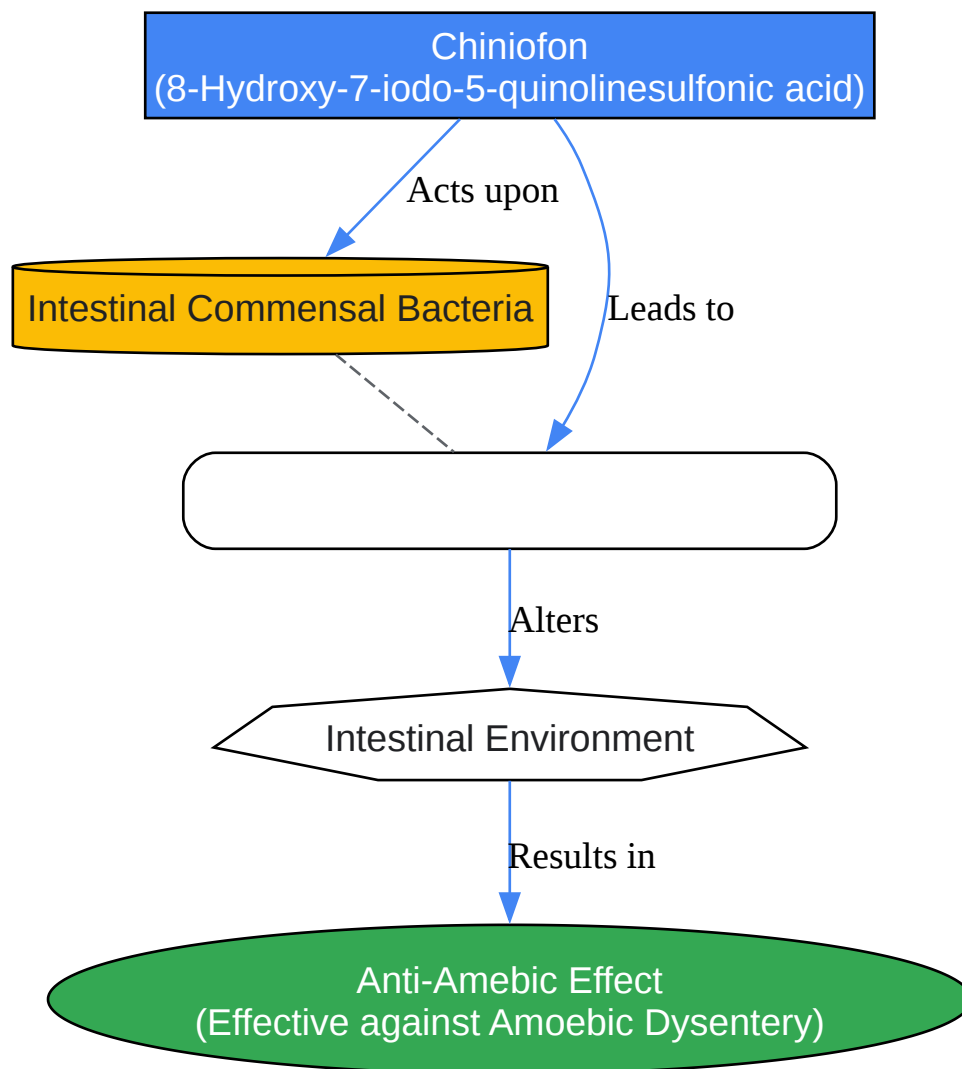 Chiniofon
(8-Hydroxy-7-iodo-5-quinolinesulfonic acid)
Acts upon
Intestinal Commensal Bacteria
Leads to
Alters
Intestinal Environment
Results in
Anti-Amebic Effect
(Effective against Amoebic Dysentery)